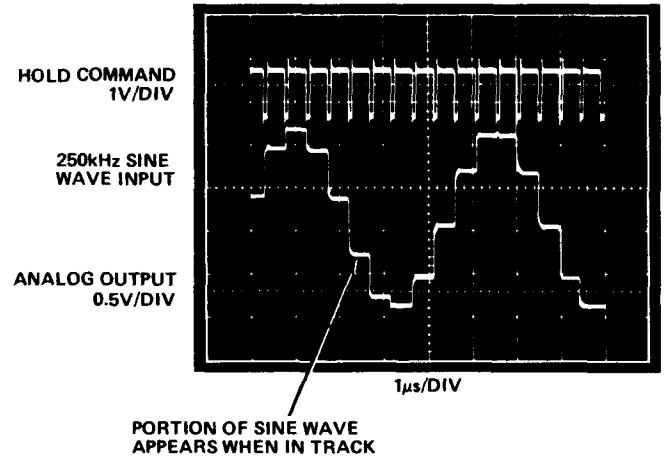 HOLD COMMAND
1V/DIV
250kHz SINE
WAVE INPUT
ANALOG OUTPUT
0.5V/DIV
1μs/DIV
PORTION OF SINE WAVE
APPEARS WHEN IN TRACK